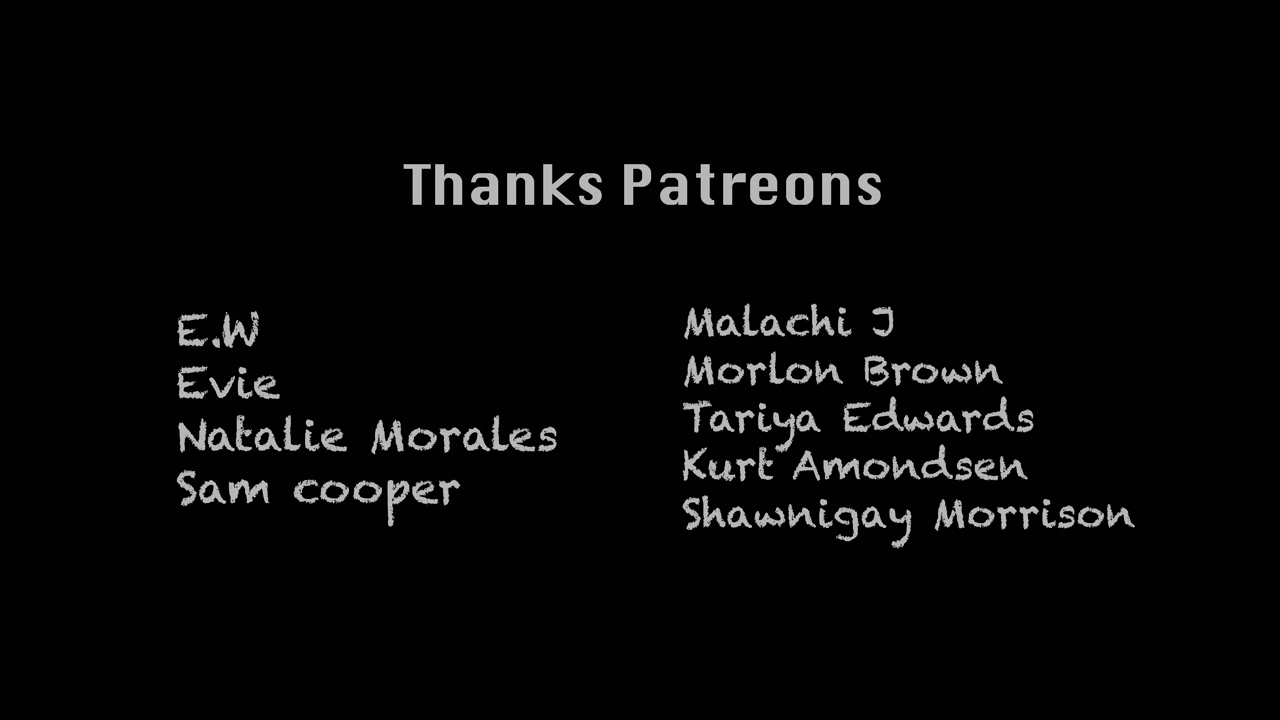 Thanks Patreons
E.W
Evie
Natalie Morales
Sam cooper
Malachi J
Morlon Brown
Tariya Edwards
Kurt Amondsen
Shawnigay Morrison